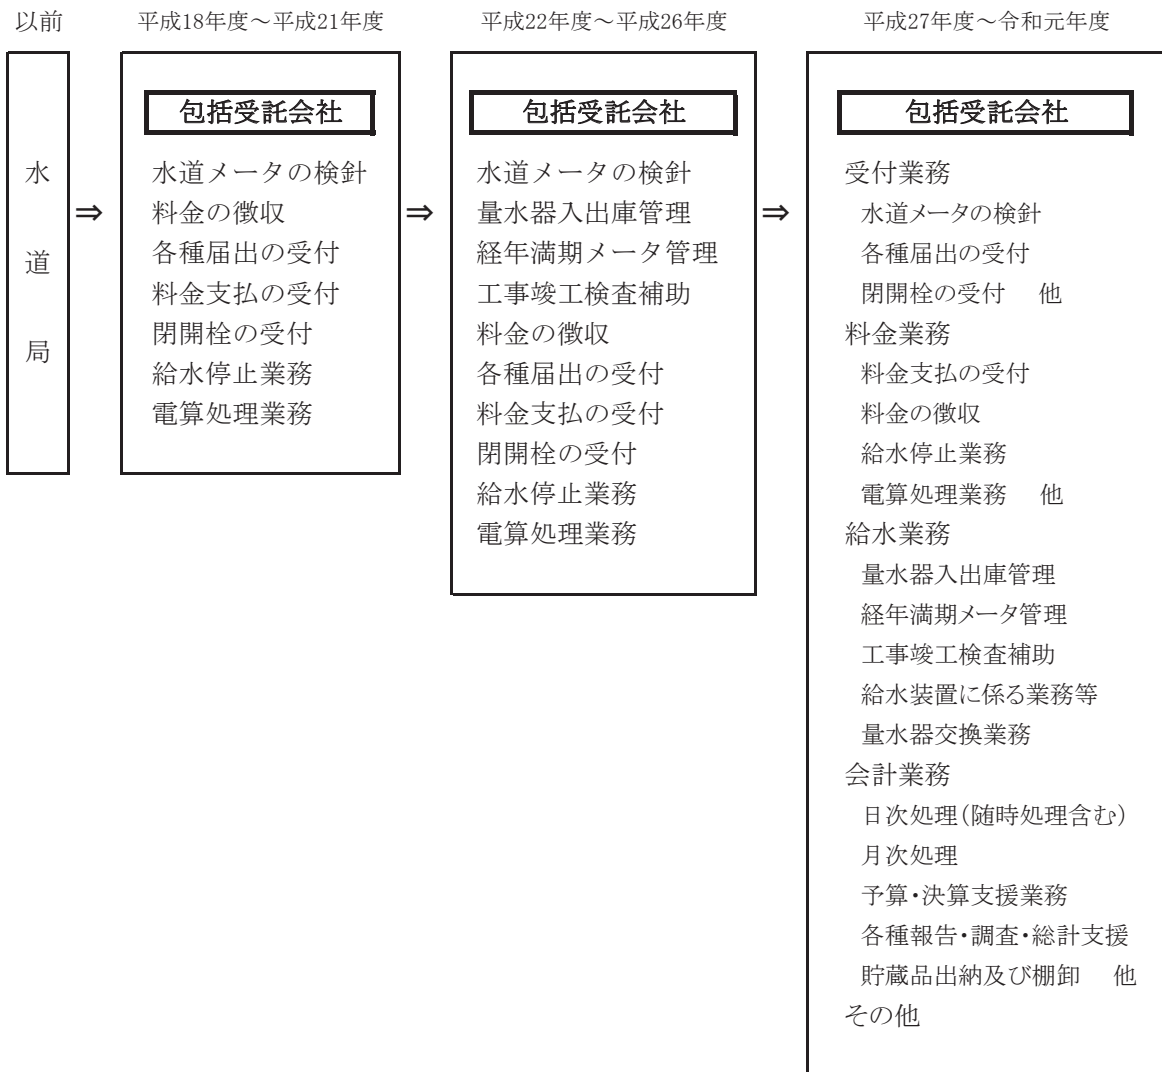 以前
水
道
局
⇒
平成18年度～平成21年度
包括受託会社
水道メータの検針
料金の徴収
各種届出の受付
料金支払の受付
閉開栓の受付
給水停止業務
電算処理業務
⇒
平成22年度～平成26年度
包括受託会社
水道メータの検針
量水器入出庫管理
経年満期メータ管理
工事竣工検査補助
料金の徴収
各種届出の受付
料金支払の受付
閉開栓の受付
給水停止業務
電算処理業務
⇒
平成27年度～令和元年度
包括受託会社
受付業務
水道メータの検針
各種届出の受付
閉開栓の受付　他
料金業務
料金支払の受付
料金の徴収
給水停止業務
電算処理業務　他
給水業務
量水器入出庫管理
経年満期メータ管理
工事竣工検査補助
給水装置に係る業務等
量水器交換業務
会計業務
日次処理(随時処理含む)
月次処理
予算・決算支援業務
各種報告・調査・総計支援
貯蔵品出納及び棚卸　他
その他